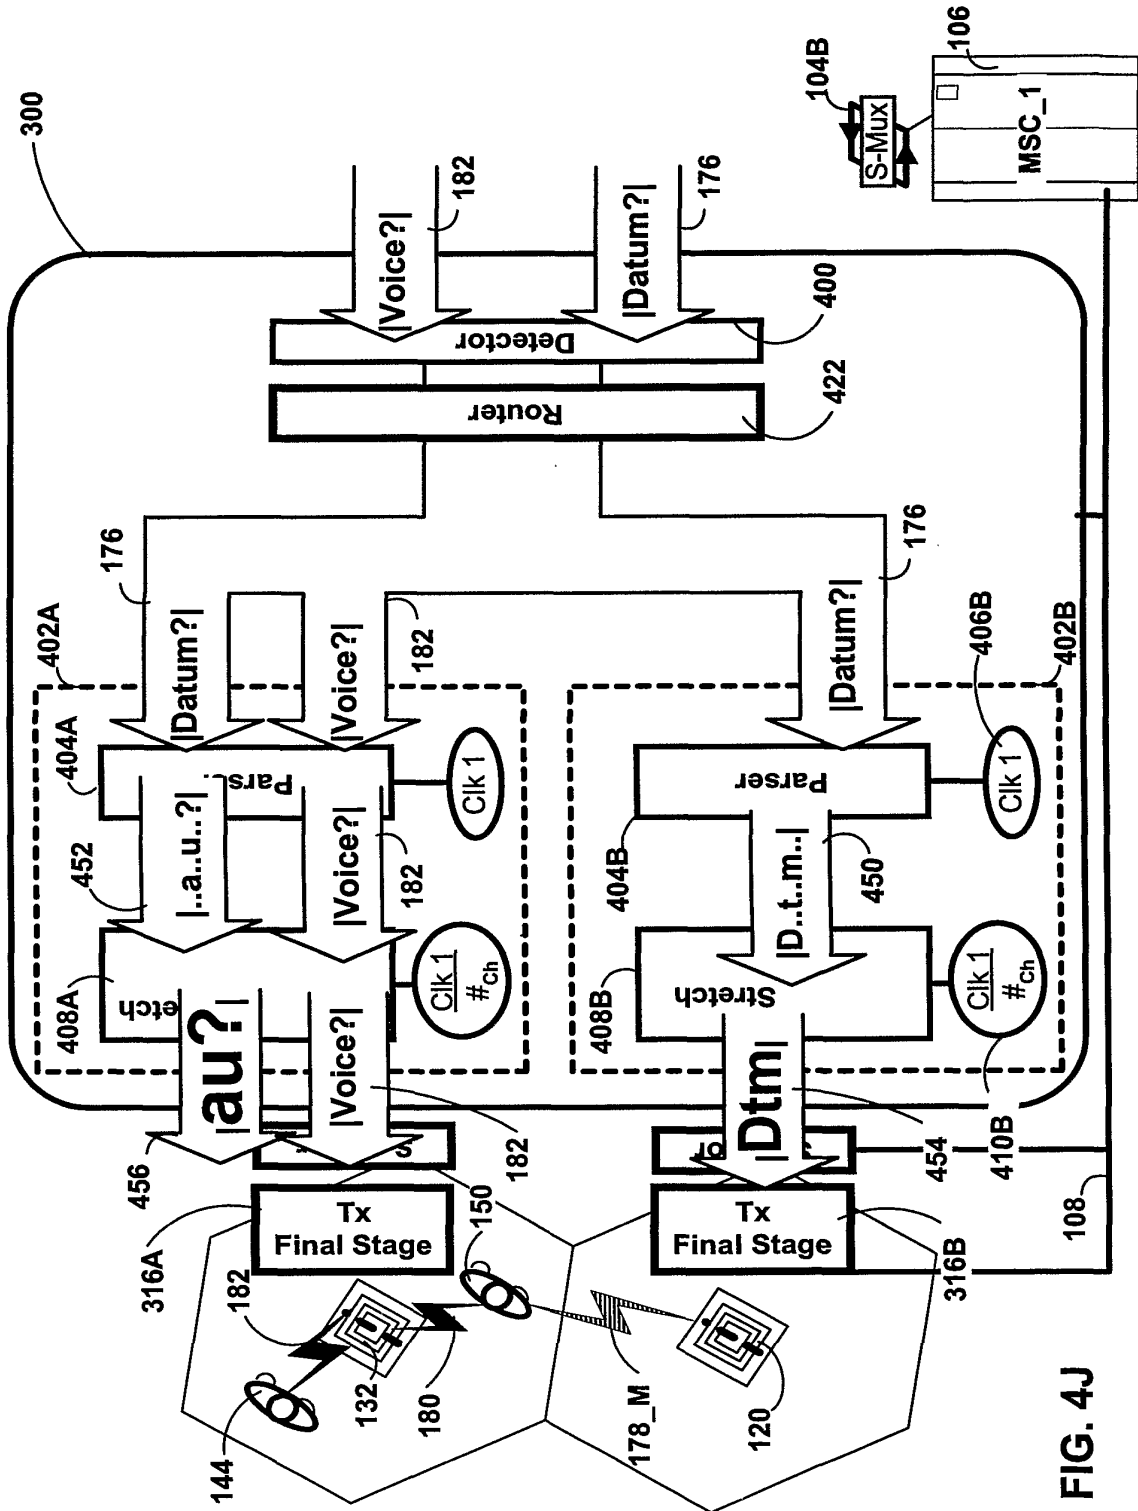 300
104B
S-Mux
106
MSC_1
|Voice?|
182
|Datum?|
176
Detector
400
Router
422
176
402A
|Datum?|
|Voice?|
182
|Datum?|
176
406B
402B
404A
Parser
Clk 1
Parser
Clk 1
452
|..a..u..?|
|Voice?|
182
404B
|D..t..m..|
450
408A
etch
Clk 1
#Ch
408B
Stretch
Clk 1
#Ch
410B
|au?|
|Voice?|
182
456
|Dtm|
454
316A
Tx
Final Stage
150
Tx
Final Stage
316B
108
182
144
132
180
178_M
120
FIG. 4J